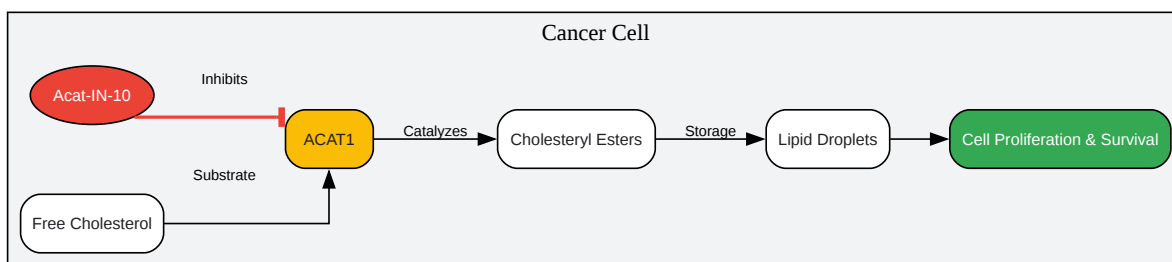 Cancer Cell
Inhibits
Acat-IN-10
ACAT1
Catalyzes
Cholesteryl Esters
Storage
Lipid Droplets
Cell Proliferation & Survival
Substrate
Free Cholesterol